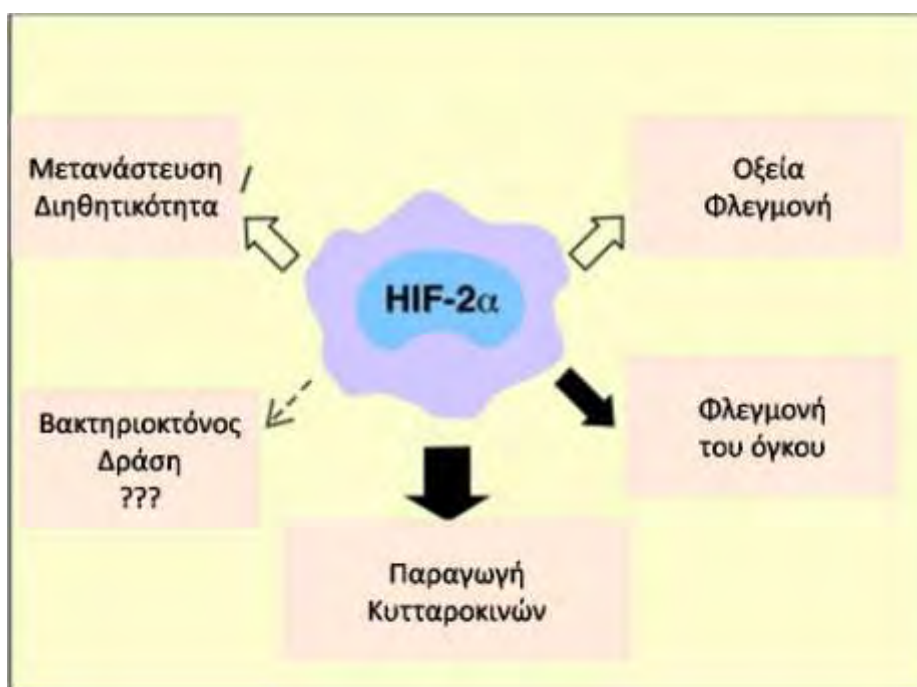 Μετανάστευση /
Διηθητικότητα
Οξεία
Φλεγμονή
HIF-2α
Βακτηριοκτόνος
Δράση
???
Φλεγμονή
του όγκου
Παραγωγή
Κυτταροκινών